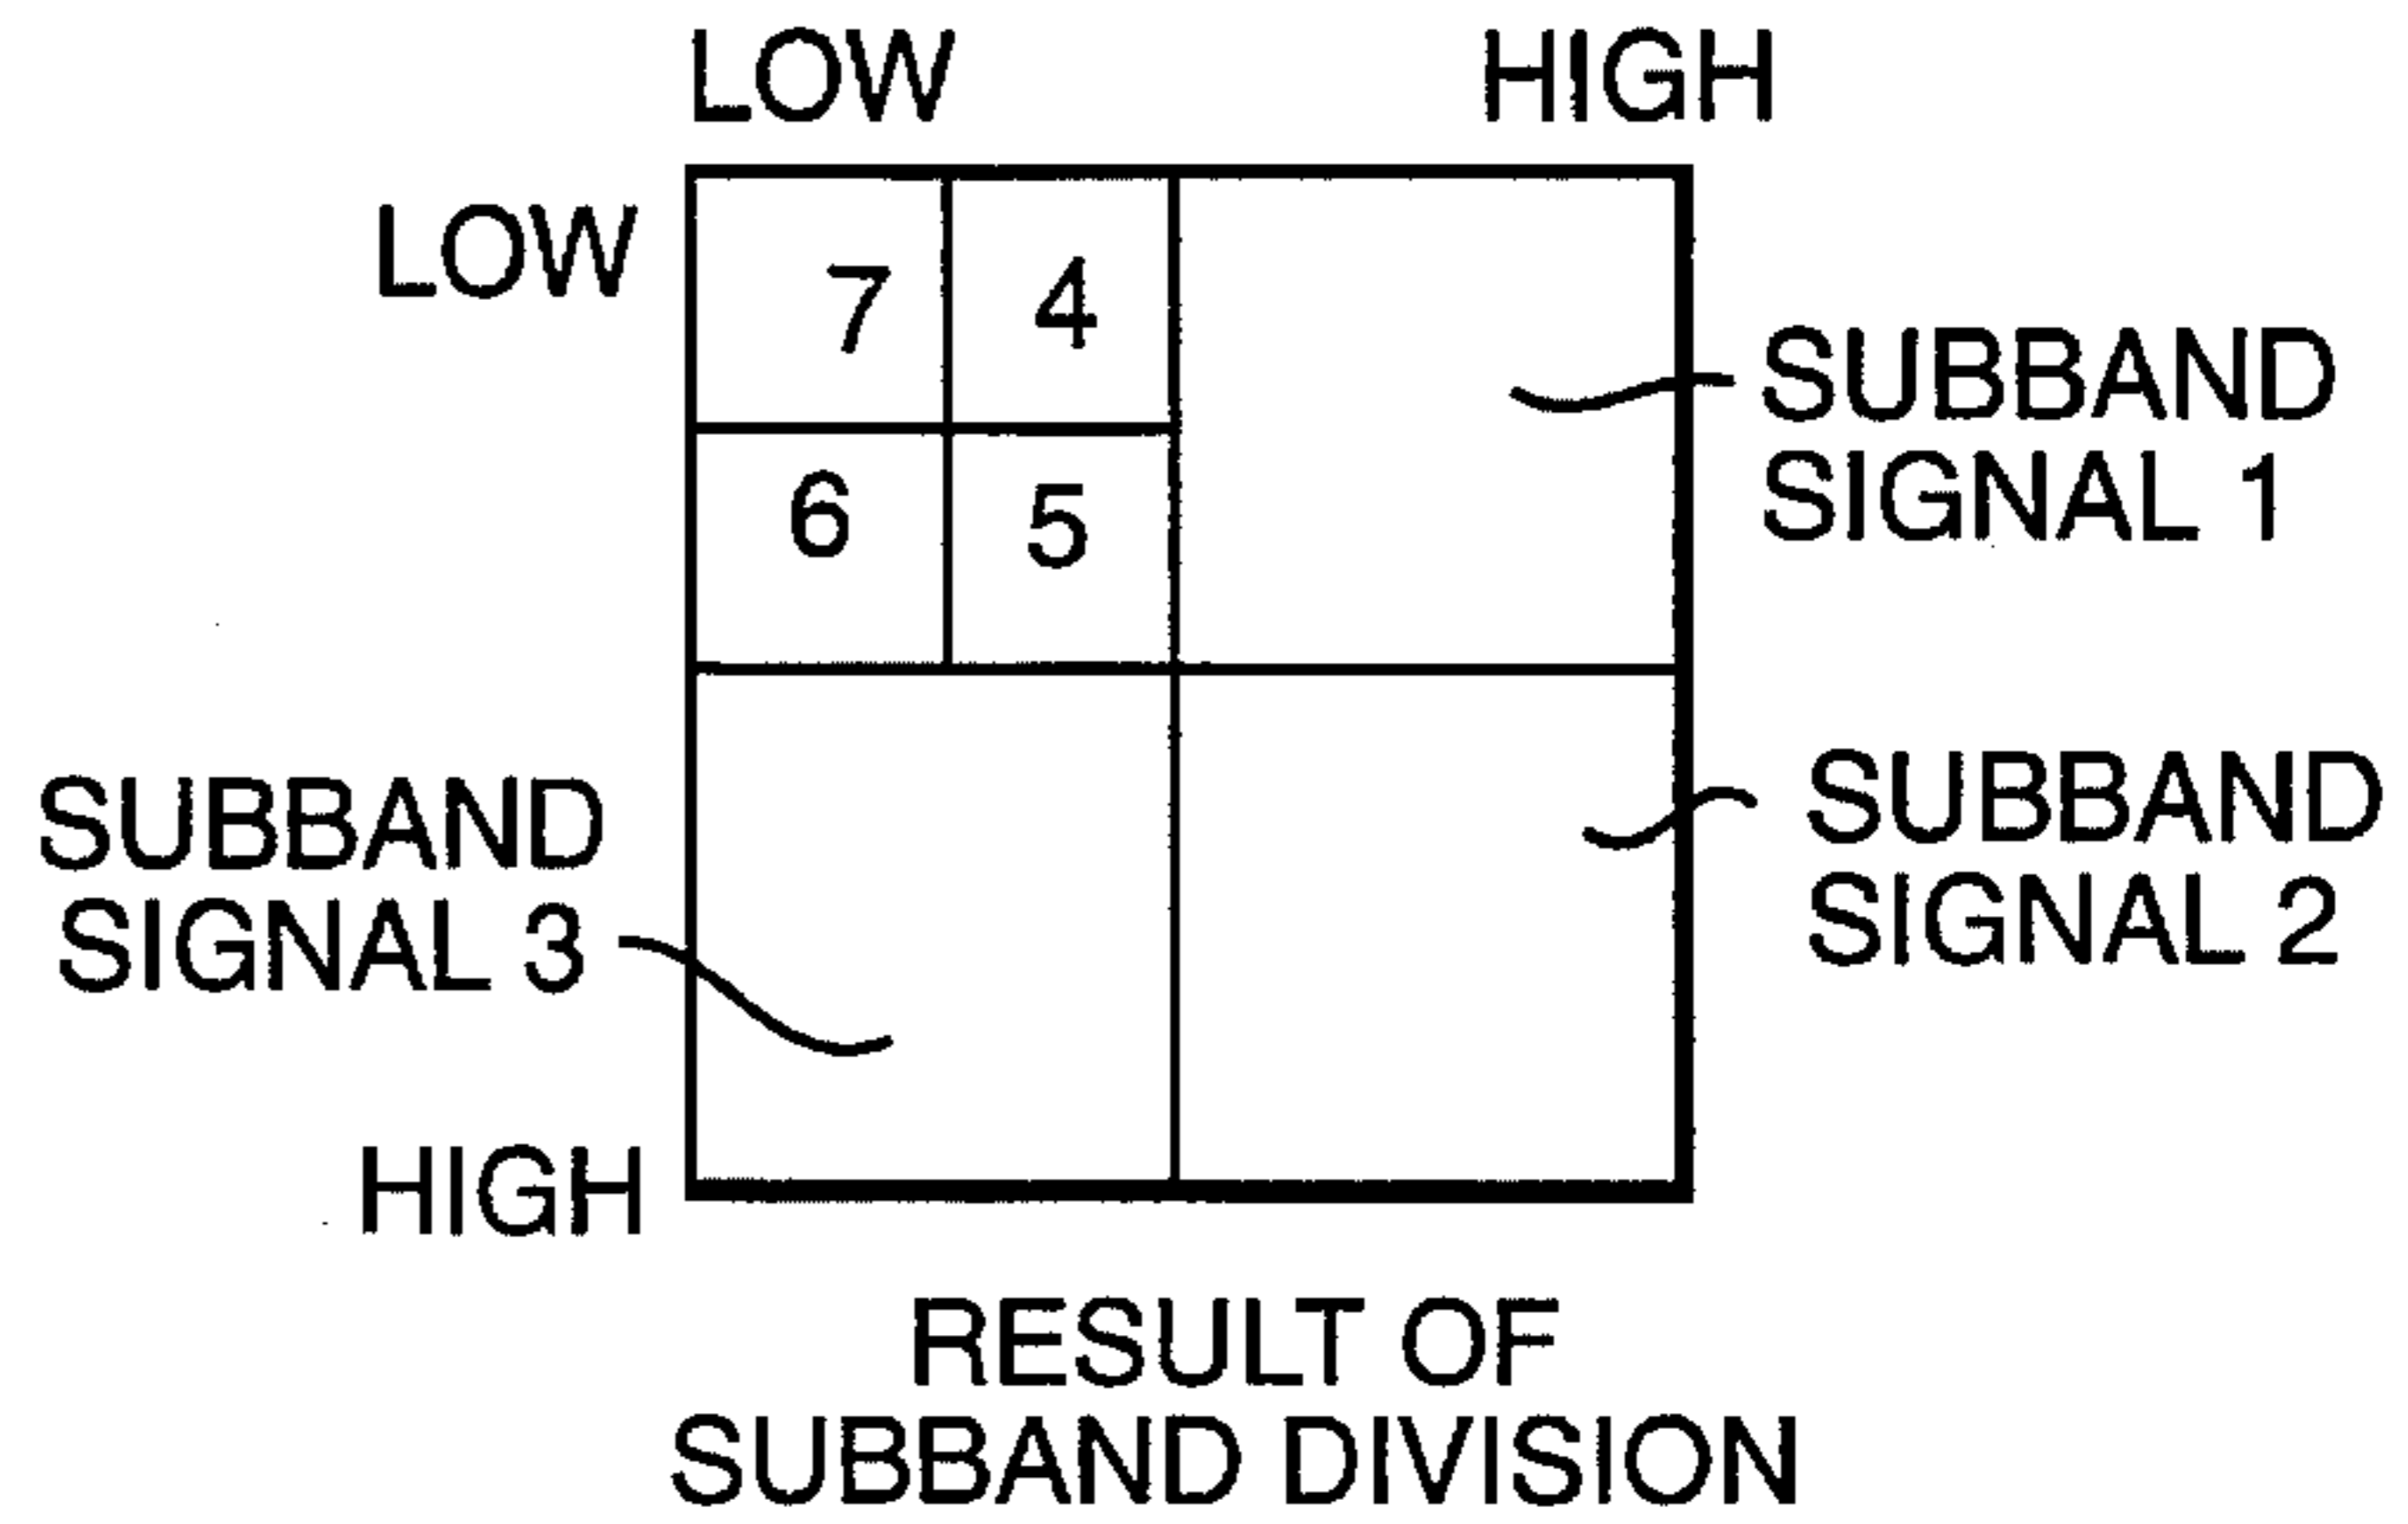 LOW HIGH
LOW
7 4
SUBBAND
SIGNAL 1
6 5
SUBBAND
SIGNAL 3
SUBBAND
SIGNAL 2
HIGH
RESULT OF
SUBBAND DIVISION